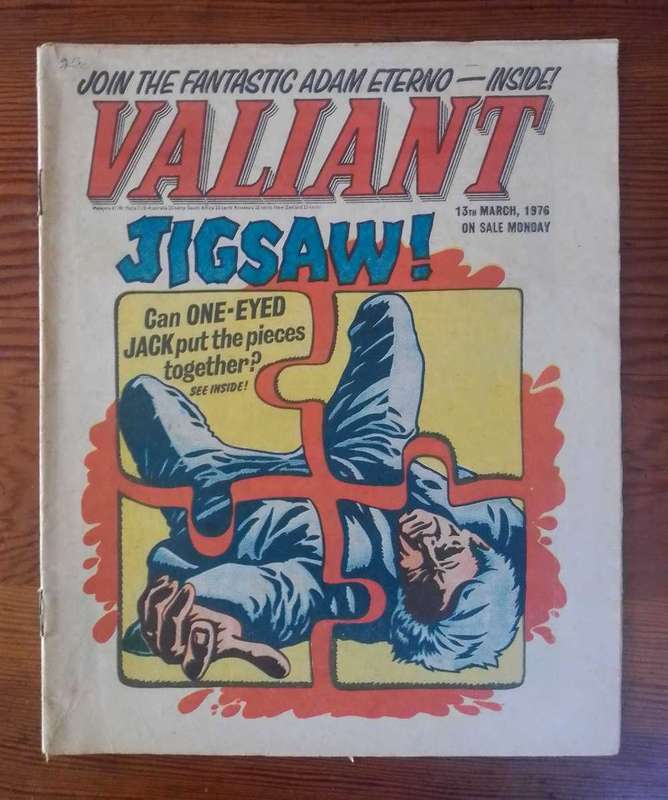 JOIN THE FANTASTIC ADAM ETERNO — INSIDE!
VALIANT
13TH MARCH, 1976
ON SALE MONDAY
JIGSAW!
Can ONE-EYED
JACK put the pieces
together?
SEE INSIDE!